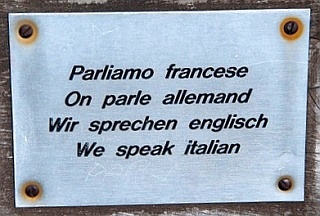 Parliamo francese
On parle allemand
Wir sprechen englisch
We speak italian